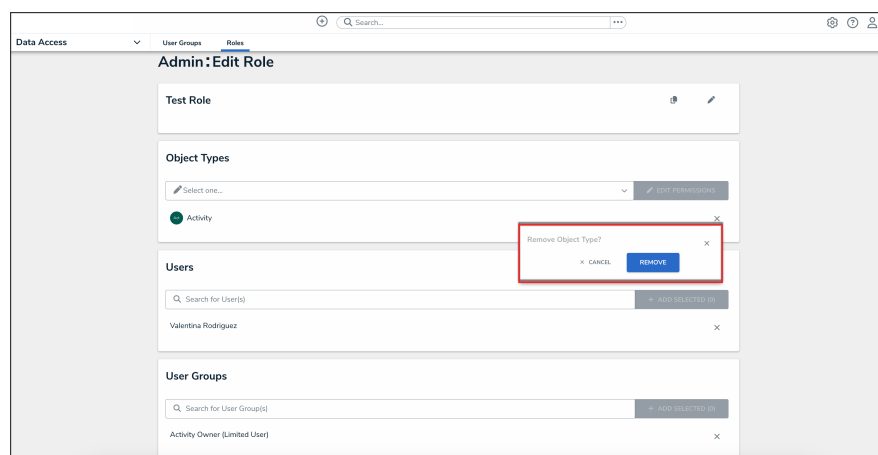 Search...
Data Access
User Groups
Roles
Admin:Edit Role
Test Role
Object Types
Select one...
EDIT PERMISSIONS
Activity
Remove Object Type?
× CANCEL
REMOVE
Users
Search for User(s)
+ ADD SELECTED (0)
Valentina Rodriguez
User Groups
Search for User Group(s)
+ ADD SELECTED (0)
Activity Owner (Limited User)